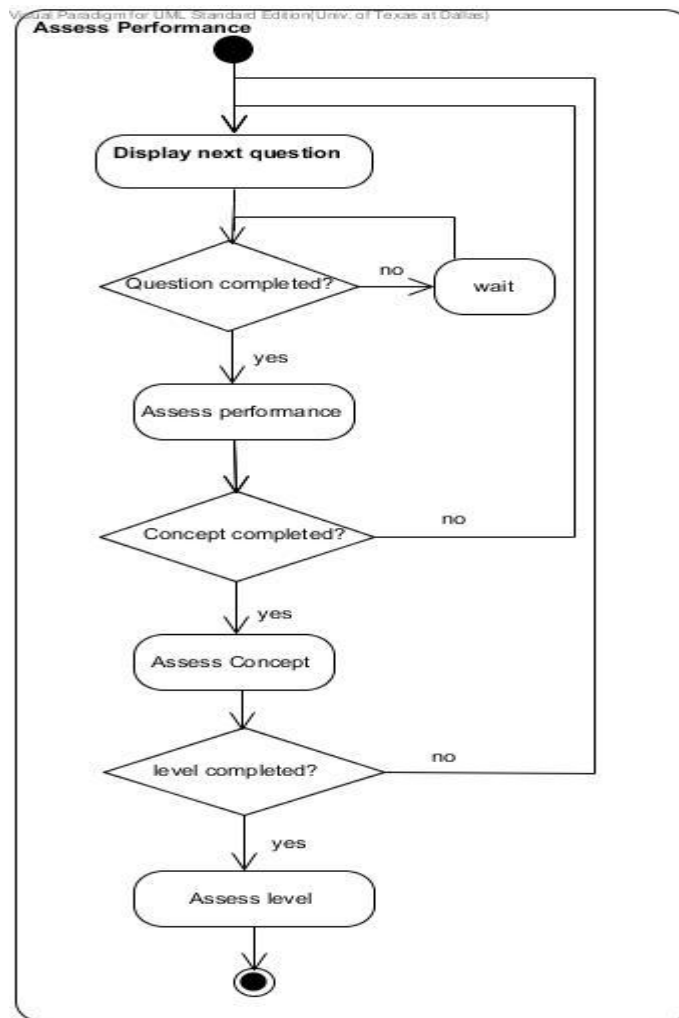 Visual Paradigm for UML Standard Edition(Univ. of Texas at Dallas)
Assess Performance
Display next question
Question completed?
no
wait
yes
Assess performance
Concept completed?
no
yes
Assess Concept
level completed?
no
yes
Assess level